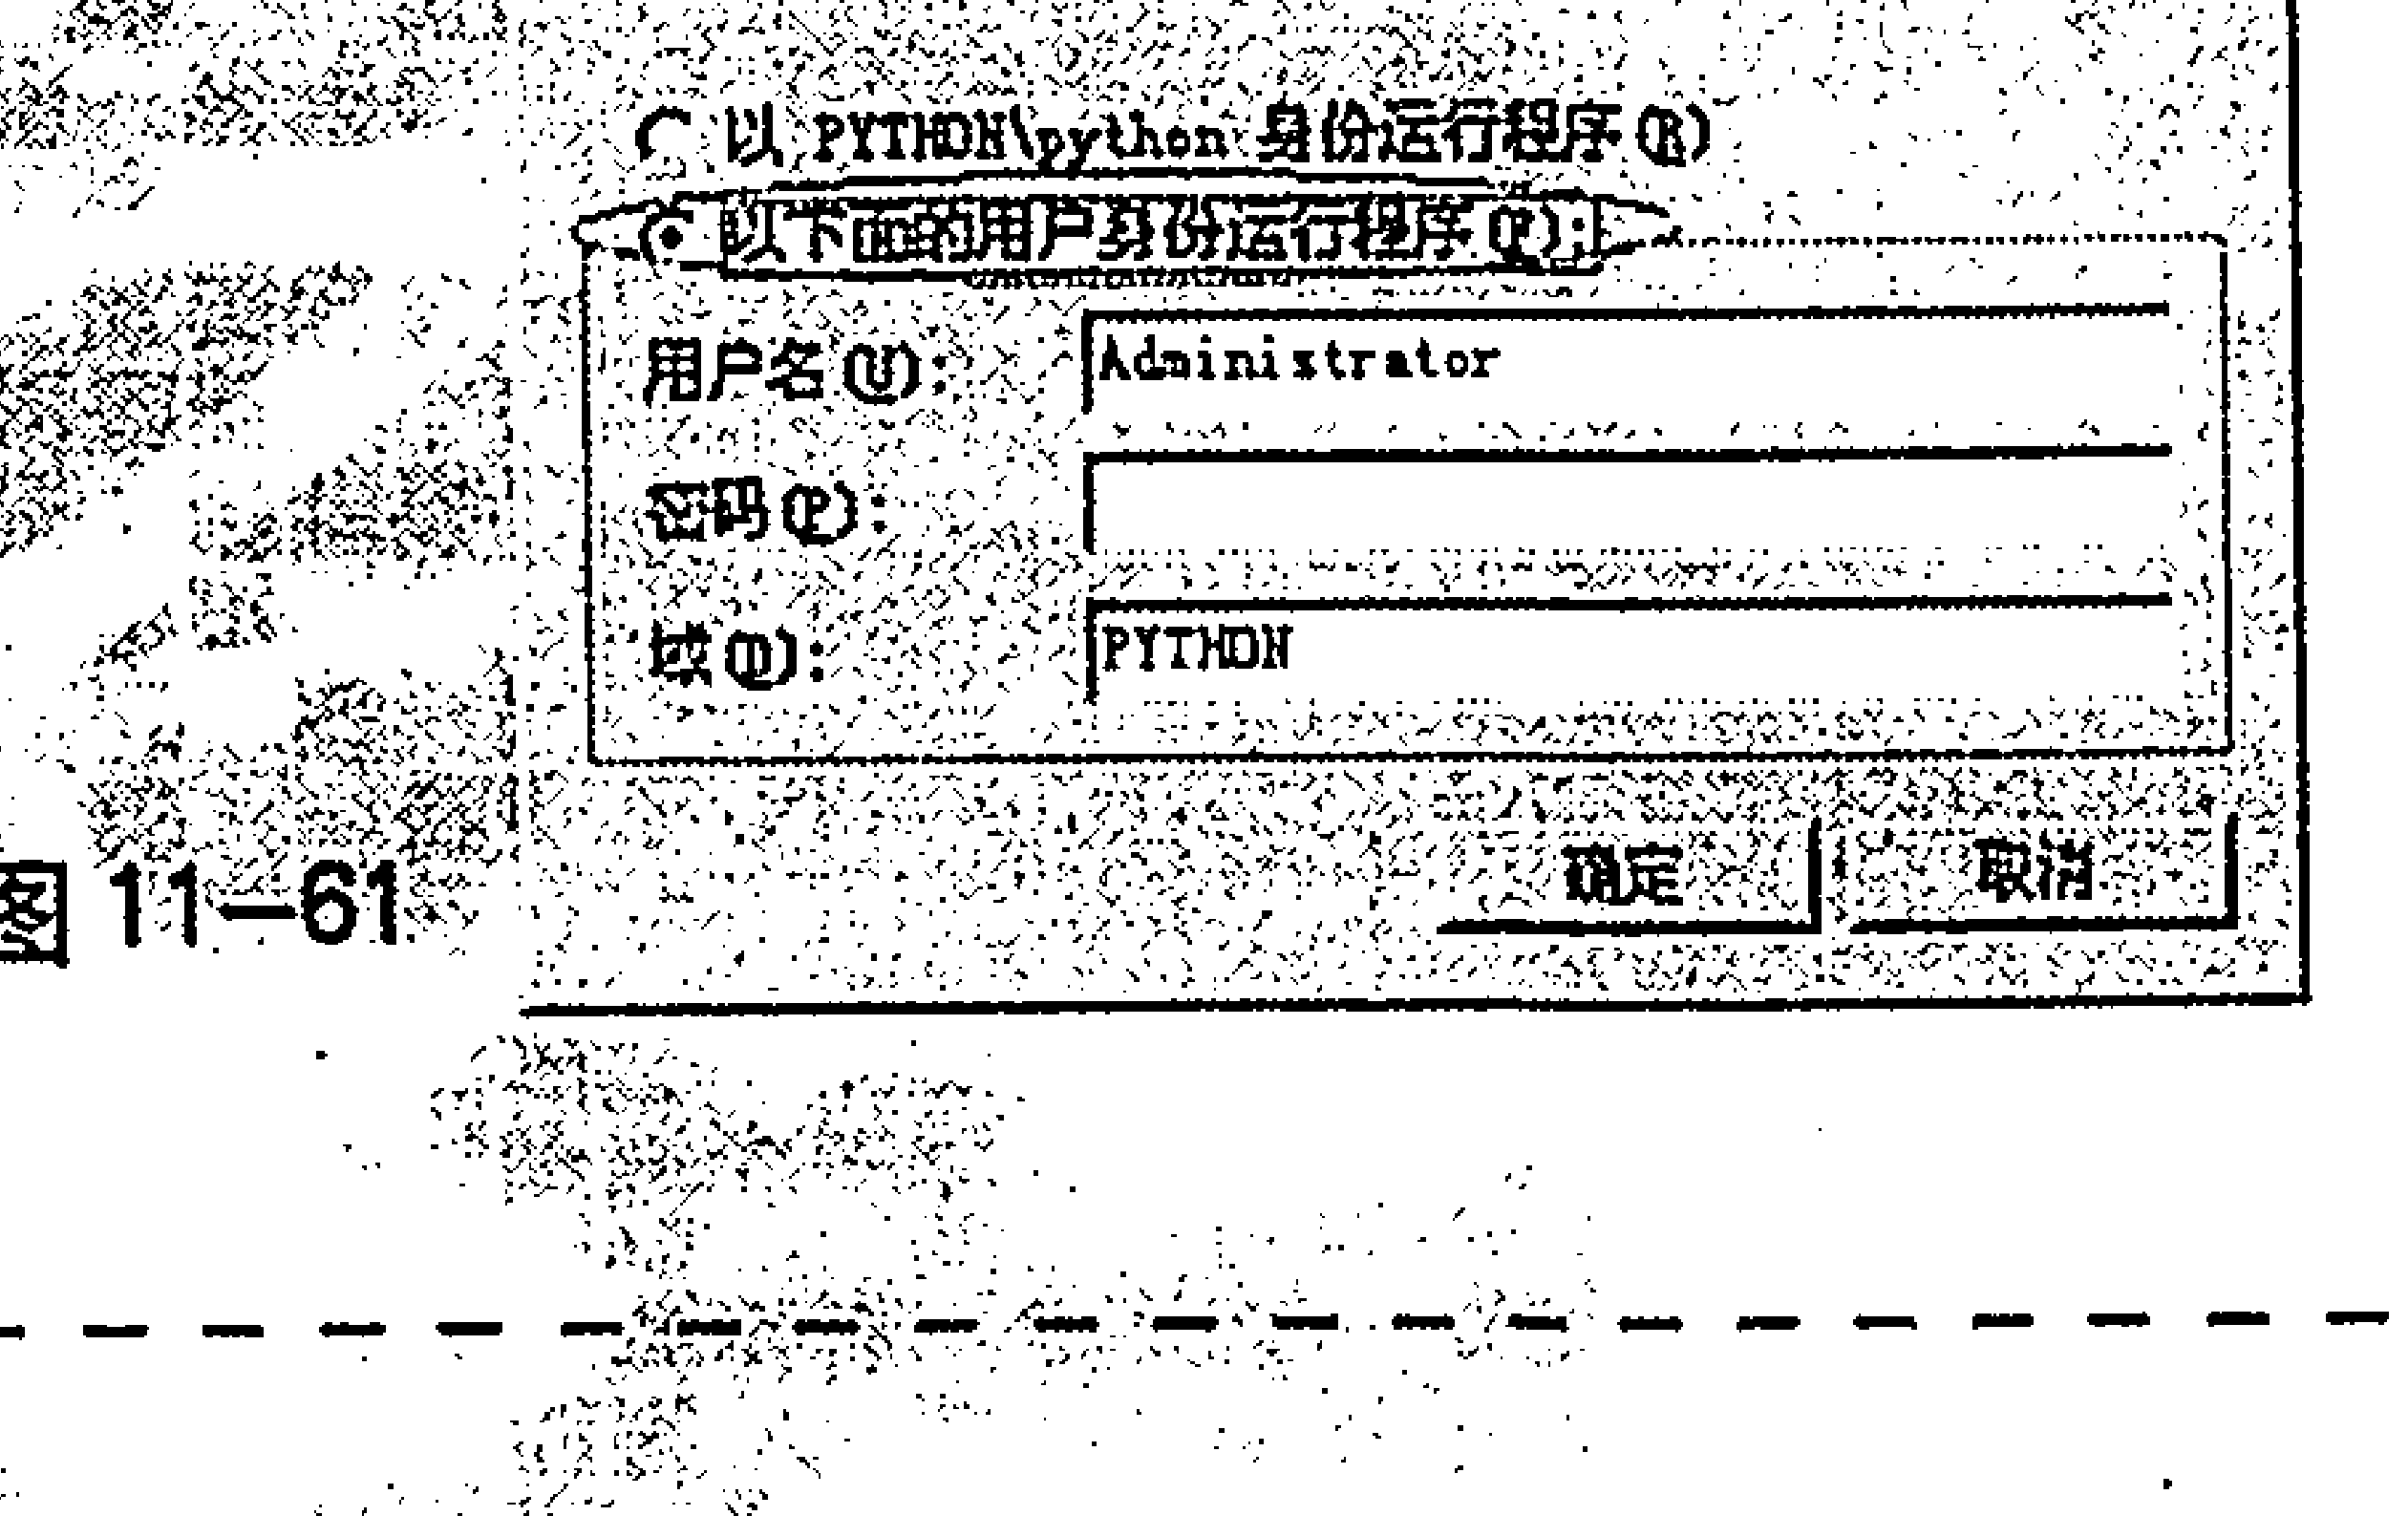 以 PYTHON\python 身份运行程序(R)
以下面的用户身份运行程序(F):
用户名(U): Administrator
密码(P):
域(D): PYTHON
确定 取消
图 11-61